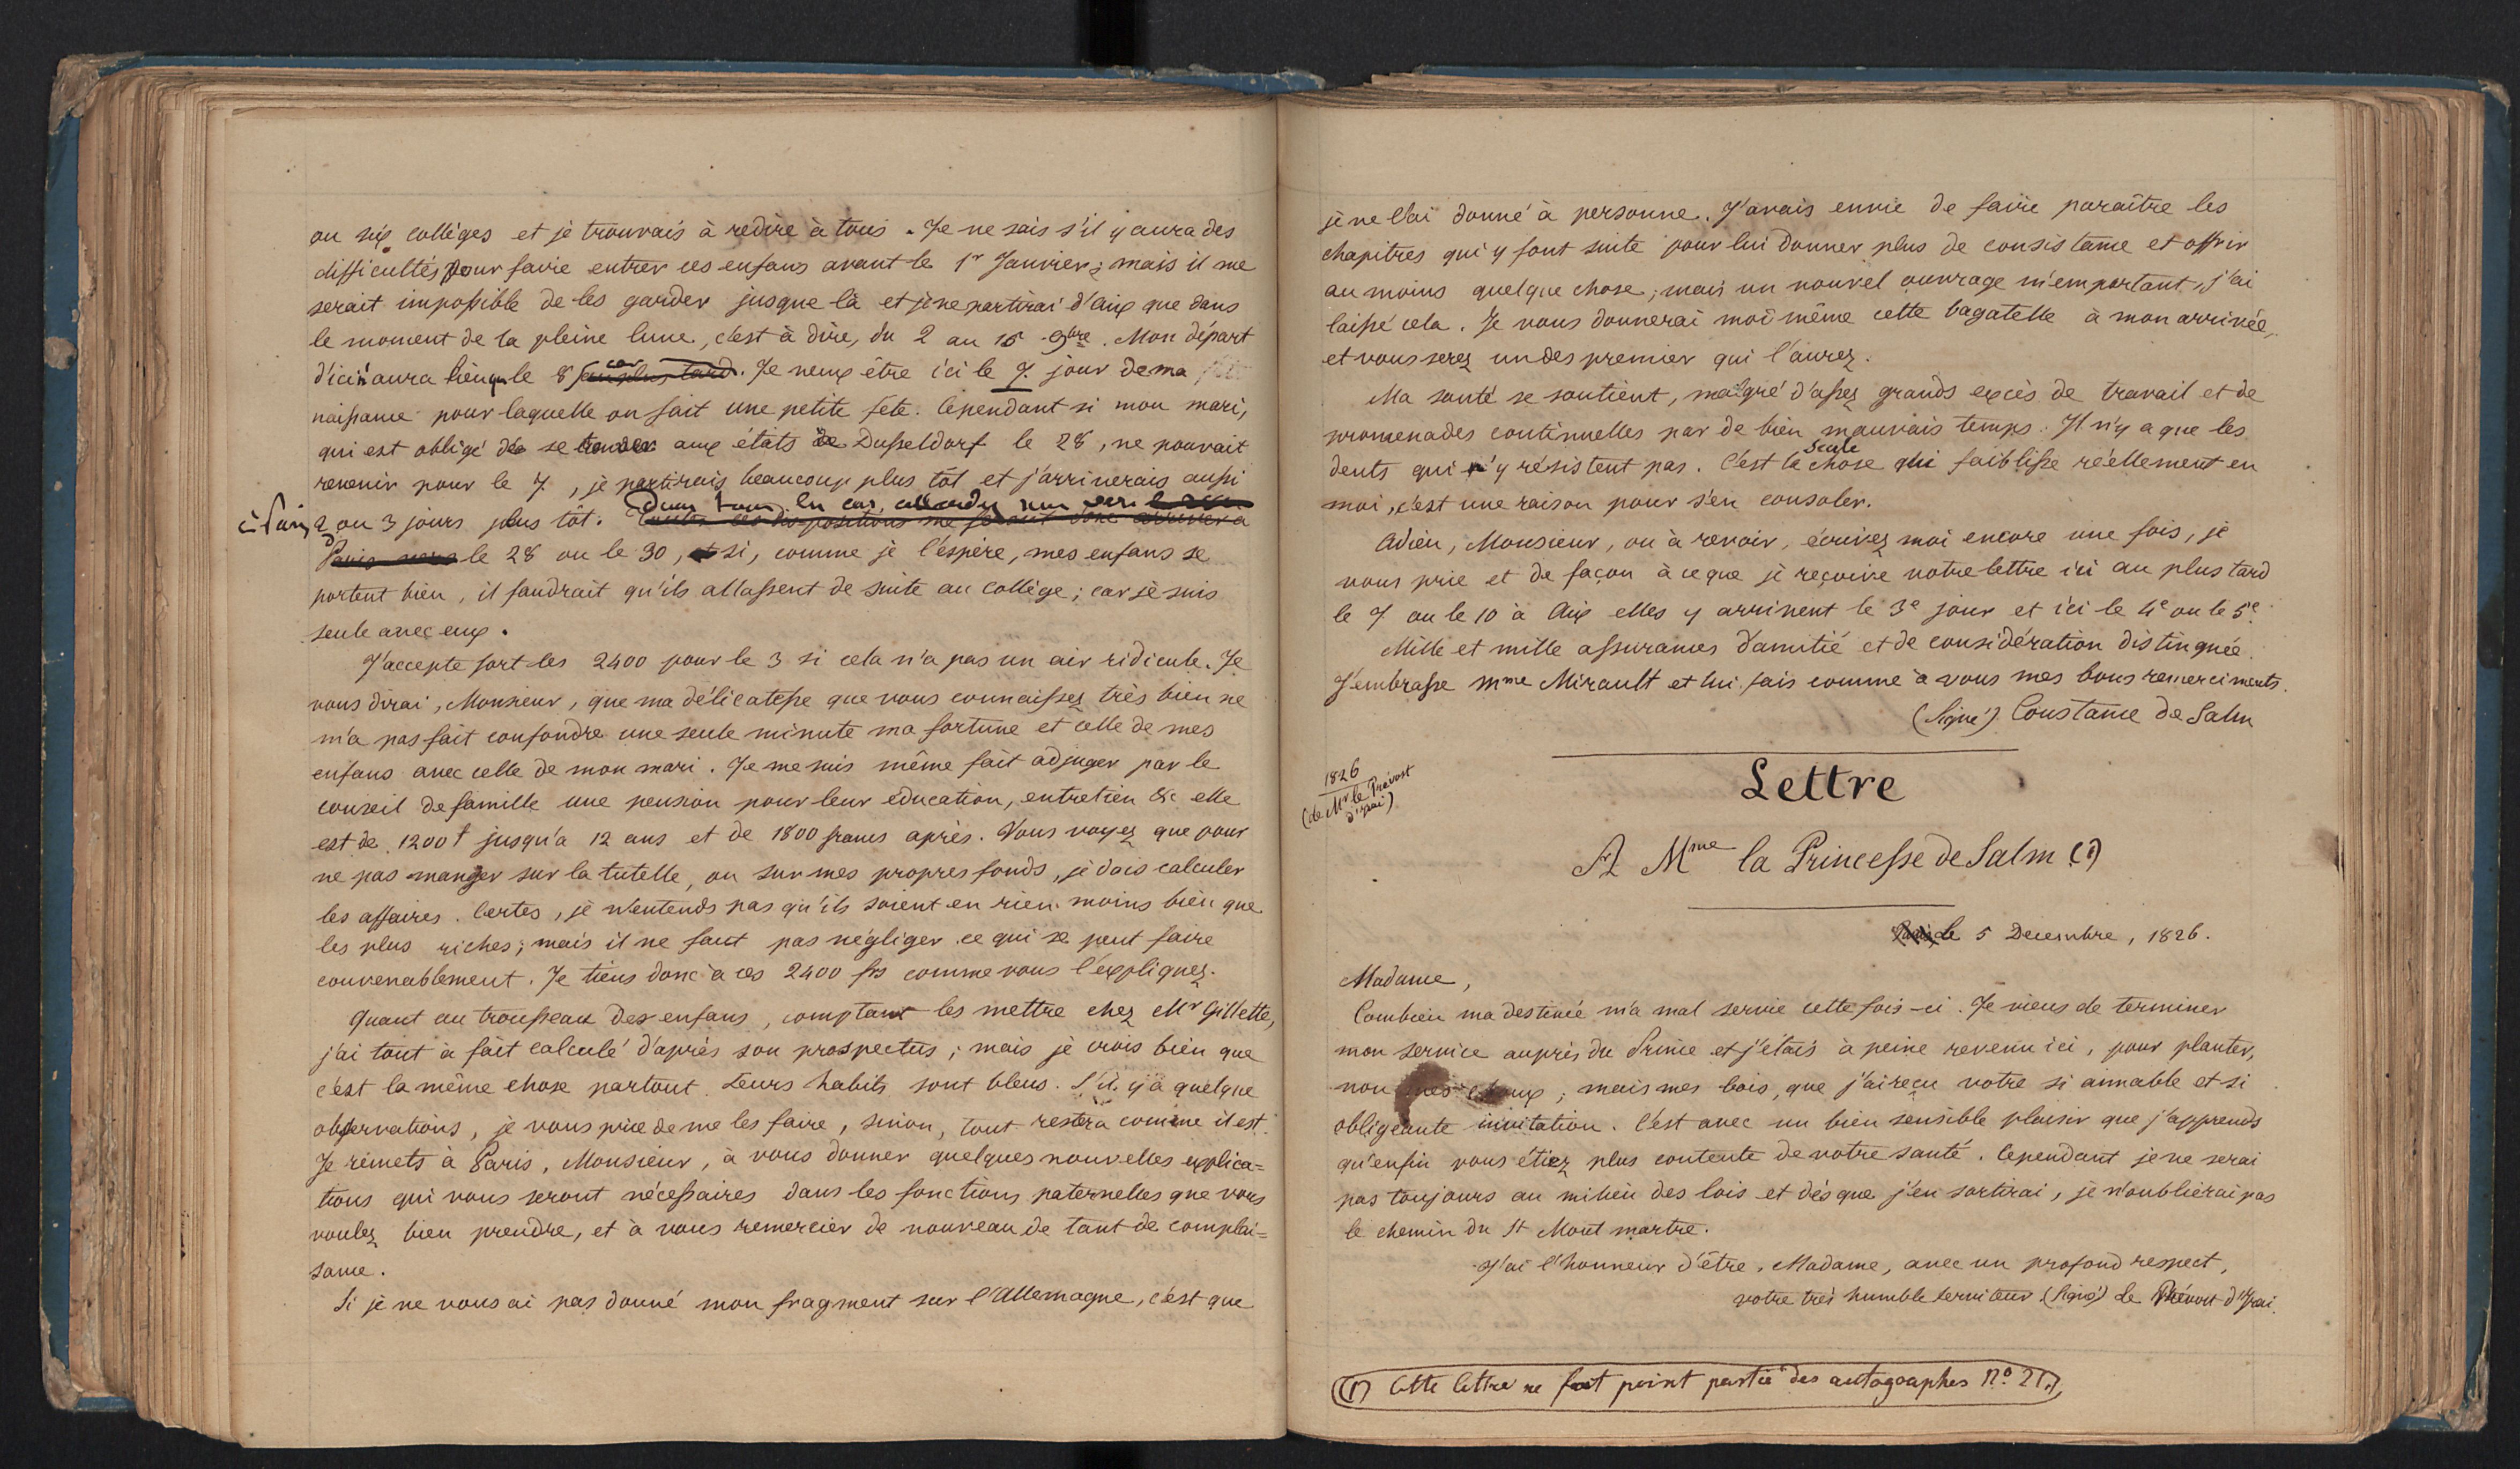 ou six collèges et je trouvais à redire à tous. Je ne sais s'il y aura des
difficultés pour faire entrer ces enfans avant le 1r Janvier; mais il me
serait impossible de les garder jusque là et je ne partirai d'Aix que dans
le moment de la pleine lune, c'est à dire, du 2 au 16 9bre. Mon départ
d'ici n'aura lieu que le 8 car Je veux être ici le 7. jour de ma
naissance pour laquelle on fait une petite fete. Cependant si mon mari,
qui est obligé de se aux états de Dusseldorf le 28, ne pouvait
revenir pour le 7, je partirais beaucoup plus tôt et j'arriverais aussi
à Paris 2 ou 3 jours plus tôt. Dans tous les cas, attendez moi vers
le 28 ou le 30, si, comme je l'espère, mes enfans se
portent bien, il faudrait qu'ils allassent de suite au collège; car je suis
seule avec eux.
J'accepte fort les 2400 pour le 3 si cela n'a pas un air ridicule. Je
vous dirai, Monsieur, que ma délicatesse que vous connaissez très bien ne
m'a pas fait confondre une seule minute ma fortune et celle de mes
enfans avec celle de mon mari. Je me suis même fait adjuger par le
conseil de famille une pension pour leur education, entretien &c elle
est de 1200f jusqu'a 12 ans et de 1800 francs après. Vous voyez que pour
ne pas manger sur la tutelle, ou sur mes propres fonds, je dois calculer
les affaires. Certes, je n'entends pas qu'ils soient en rien moins bien que
les plus riches; mais il ne faut pas négliger ce qui se peut faire
convenablement. Je tiens donc à ces 2400 frs comme vous l'expliquez.
Quant au trousseau des enfans, comptant les mettre chez Mr Gillette,
j'ai tout à fait calculé d'après son prospectus; mais je crois bien que
c'est la même chose partout. Leurs habits sont bleus. S'il y a quelque
observations, je vous prie de me les faire, sinon, tout restera comme il est.
Je remets à Paris, Monsieur, à vous donner quelques nouvelles explica=
tions qui vous seront nécessaires dans les fonctions paternelles que vous
voulez bien prendre, et à vous remercier de nouveau de tant de complai=
sance.
Si je ne vous ai pas donné mon fragment sur l'Allemagne, c'est que
je ne l'ai donné à personne. J'avais envie de faire paraître les
chapitres qui y font suite pour lui donner plus de consistance et offrir
au moins quelque chose; mais un nouvel ouvrage m'emportant, j'ai
laissé cela. Je vous donnerai moi même cette bagatelle à mon arrivée,
et vous serez un des premier qui l'aurez.
Ma santé se soutient, malgré d'assez grands excès de travail et de
promenades continuelles par de bien mauvais temps. Il n'y a que les
dents qui n'y résistent pas. C'est la seule chose qui faiblisse réellement en
moi, c'est une raison pour s'en consoler.
Adieu, Monsieur, ou à revoir, écrivez moi encore une fois, je
vous prie et de façon à ce que je reçoive votre lettre ici au plus tard
le 7 ou le 10 à Aix elles y arrivent le 3e jour et ici le 4e ou le 5e.
Mille et mille assurances d'amitié et de considération distinguée.
J'embrasse Mme Mirault et lui fais comme à vous mes bons remerciments.
(Signé) Constance de Salm
1826
(de Mr le Prévost
d'Iray)
Lettre
A Mme la Princesse de Salm (1)
le 5 Decembre, 1826.
Madame,
Combien ma destinée m'a mal servie cette fois-ci. Je viens de terminer
mon service auprès du Prince et j'étais à peine revenu ici, pour planter,
non mes choux; mais mes bois, que j'ai reçu votre si aimable et si
obligeante invitation. C'est avec un bien sensible plaisir que j'apprends
qu'enfin vous étiez plus contente de votre santé. Cependant je ne serai
pas toujours au milieu des bois et dès que j'en sortirai, je n'oublierai pas
le chemin du St Mont martre.
J'ai l'honneur d'être, Madame, avec un profond respect,
votre très humble serviteur (Signé) Le Prévost d'Irai.
(1) Cette lettre ne fait point partie des autographes No 21.